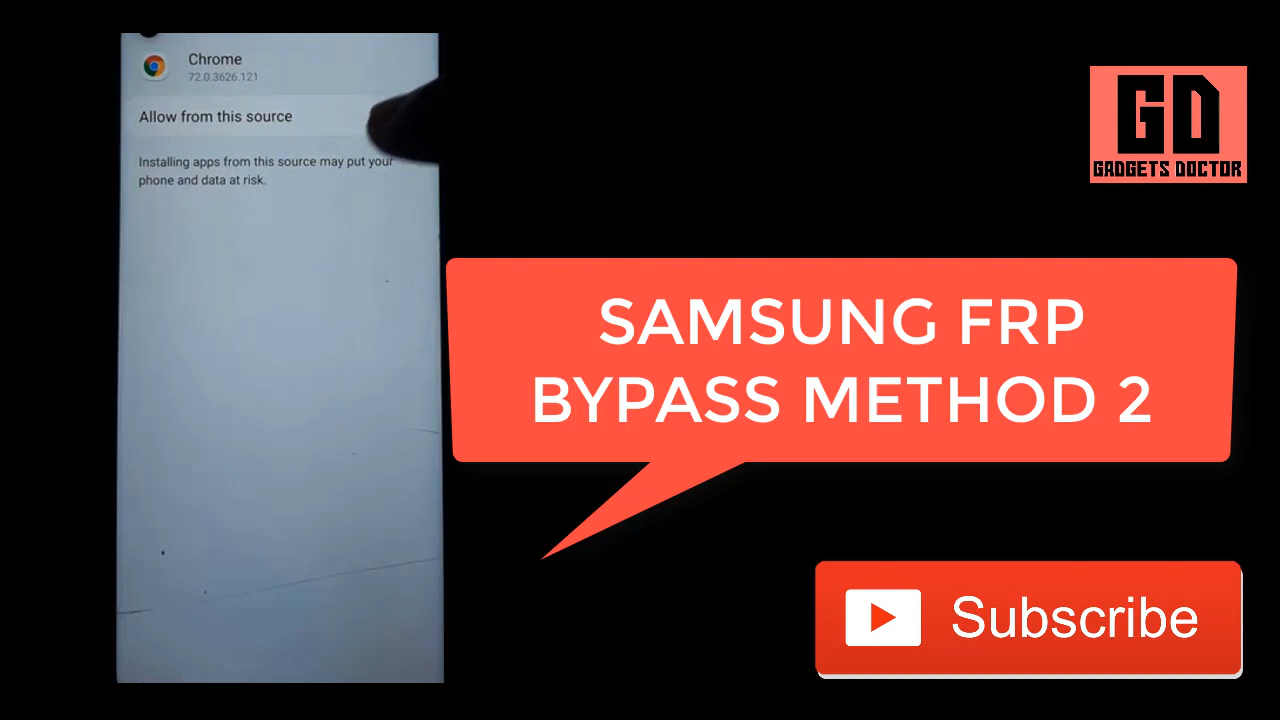 Chrome
72.0.3626.121
Allow from this source
Installing apps from this source may put your
phone and data at risk.
GD
GADGETS DOCTOR
SAMSUNG FRP
BYPASS METHOD 2
Subscribe